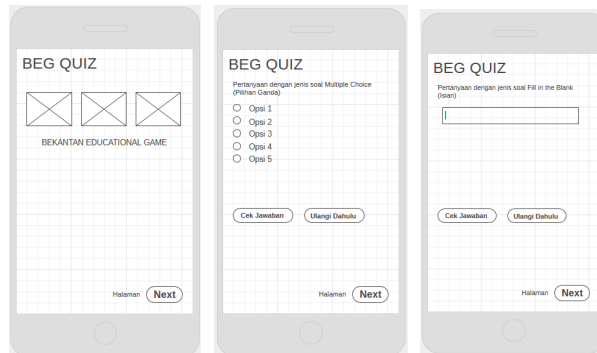 BEG QUIZ
BEKANTAN EDUCATIONAL GAME
Halaman Next
BEG QUIZ
Pertanyaan dengan jenis soal Multiple Choice
(Pilihan Ganda)
Opsi 1
Opsi 2
Opsi 3
Opsi 4
Opsi 5
Cek Jawaban Ulangi Dahulu
Halaman Next
BEG QUIZ
Pertanyaan dengan jenis soal Fill in the Blank
(Isian)
Cek Jawaban Ulangi Dahulu
Halaman Next